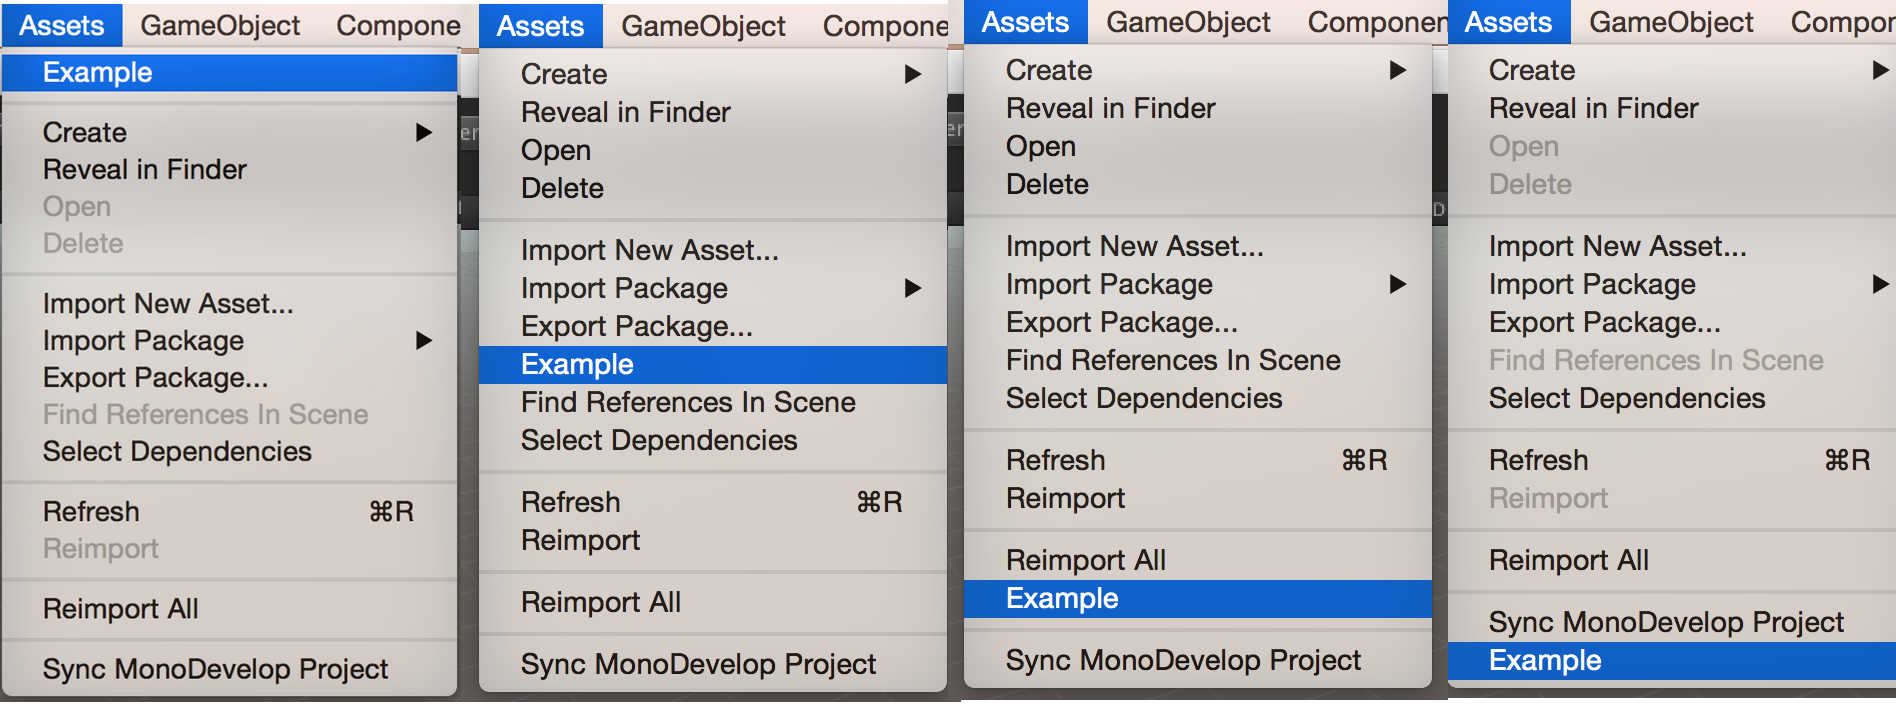 Assets GameObject Compone
Example
Create
Reveal in Finder
Open
Delete
Import New Asset...
Import Package
Export Package...
Find References In Scene
Select Dependencies
Refresh ⌘R
Reimport
Reimport All
Sync MonoDevelop Project
Assets GameObject Compone
Create
Reveal in Finder
Open
Delete
Import New Asset...
Import Package
Export Package...
Example
Find References In Scene
Select Dependencies
Refresh ⌘R
Reimport
Reimport All
Sync MonoDevelop Project
Assets GameObject Componen
Create
Reveal in Finder
Open
Delete
Import New Asset...
Import Package
Export Package...
Find References In Scene
Select Dependencies
Refresh ⌘R
Reimport
Reimport All
Example
Sync MonoDevelop Project
Assets GameObject Compor
Create
Reveal in Finder
Open
Delete
Import New Asset...
Import Package
Export Package...
Find References In Scene
Select Dependencies
Refresh ⌘R
Reimport
Reimport All
Sync MonoDevelop Project
Example